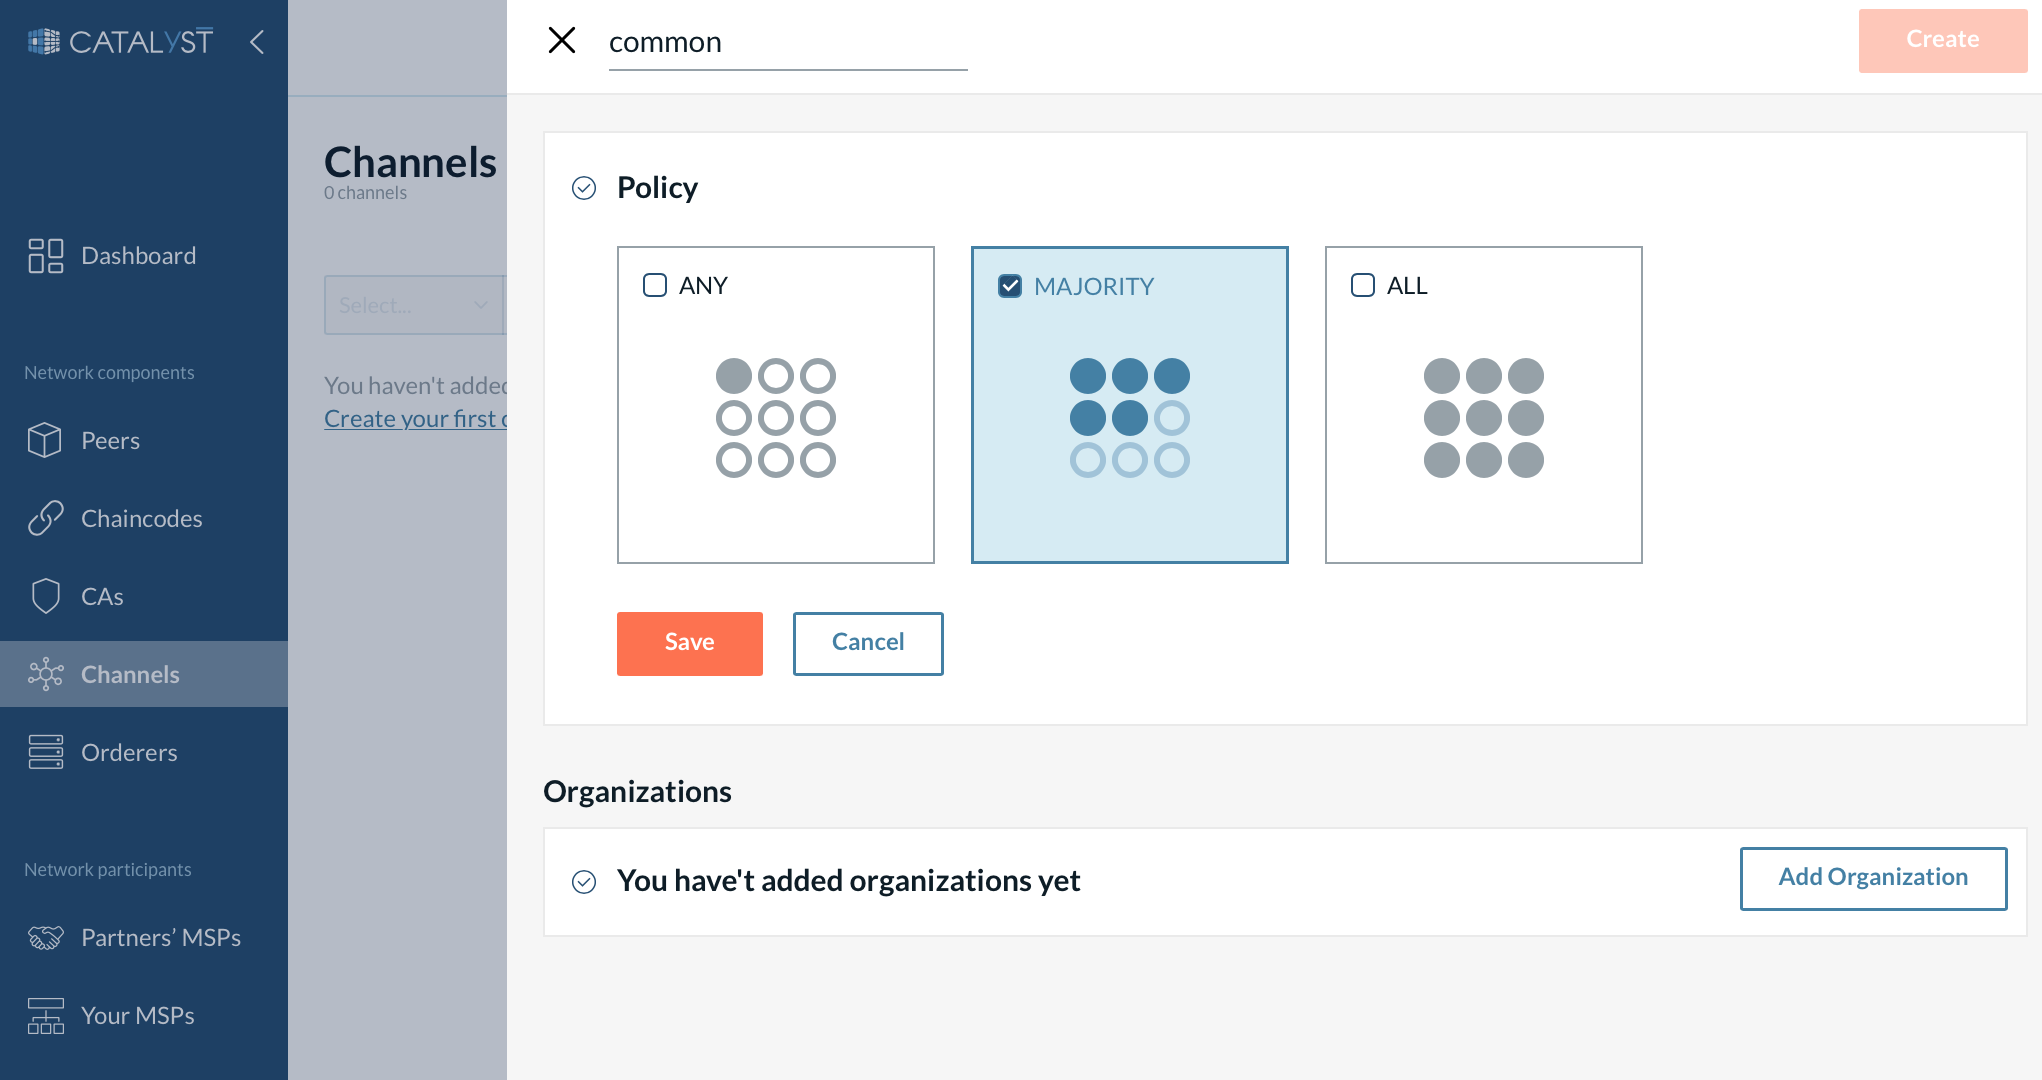 CATALYST
common
Create
Channels
0 channels
Policy
Dashboard
ANY
MAJORITY
ALL
Select...
Network components
You haven't added
Create your first c
Peers
Chaincodes
CAs
Save
Cancel
Channels
Orderers
Organizations
Network participants
You have't added organizations yet
Add Organization
Partners’ MSPs
Your MSPs